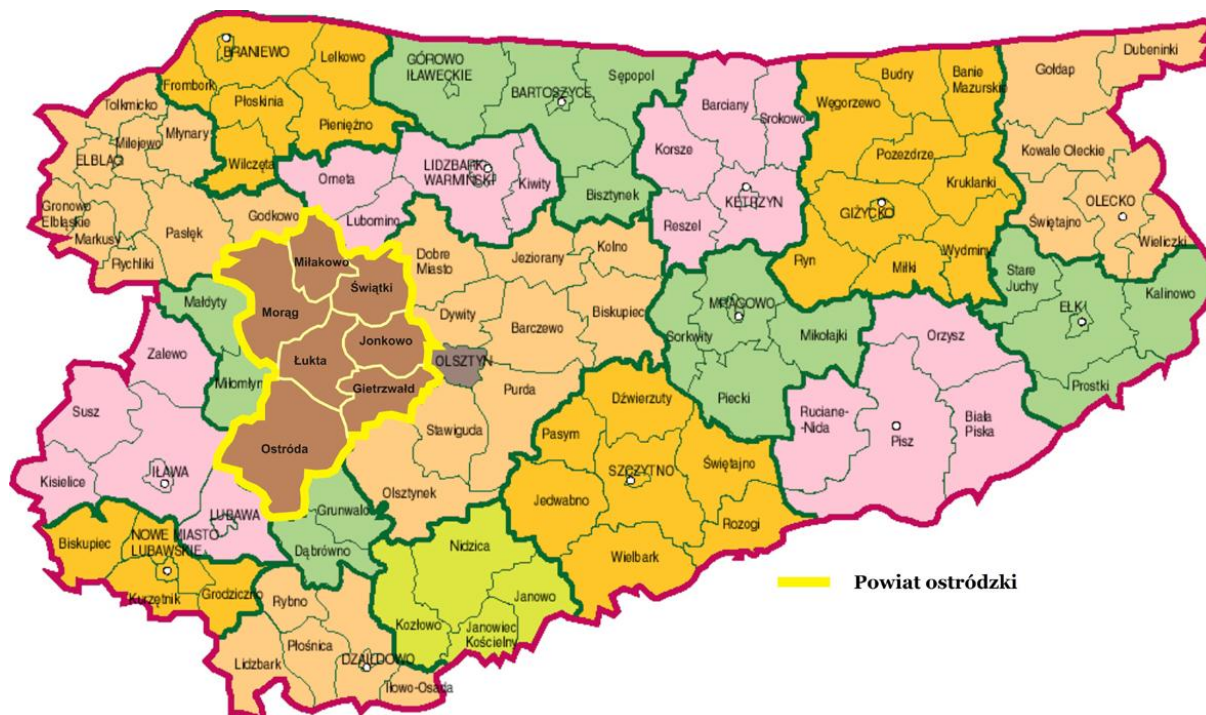 BRANIEWO
Lelkowo
Frombork
Płoskinia
Pieniężno
Wilczęta
GÓROWO
IŁAWECKIE
Sępopol
BARTOSZYCE
Bisztynek
Barciany
Srokowo
Korsze
KĘTRZYN
Reszel
Budry
Banie
Mazurskie
Węgorzewo
Pozezdrze
Kruklanki
GIŻYCKO
Wydminy
Ryn
Miłki
Dubeninki
Gołdap
Kowale Oleckie
OLECKO
Świętajno
Wieliczki
Tolkmicko
Milejewo
Młynary
ELBLĄG
Gronowo
Elbląskie
Markusy
Pasłęk
Rychliki
Godkowo
Orneta
LIDZBARK
WARMIŃSKI
Kiwity
Lubomino
Dobre
Miasto
Jeziorany
Kolno
Dywity
Barczewo
Biskupiec
OLSZTYN
Purda
Stawiguda
Olsztynek
Miłakowo
Świątki
Morąg
Łukta
Jonkowo
Gietrzwałd
Ostróda
Małdyty
Miłomłyn
Zalewo
Susz
IŁAWA
Kisielice
LUBAWA
Grunwald
Dąbrówno
Biskupiec
NOWE MIASTO
LUBAWSKIE
Kurzętnik
Grodziczno
Rybno
Płośnica
Lidzbark
DZAILDOWO
Iłowo-Osada
Nidzica
Janowo
Kozłowo
Janowiec
Kościelny
MRĄGOWO
Sorkwity
Mikołajki
Piecki
Dźwierzuty
Pasym
SZCZYTNO
Świętajno
Jedwabno
Rozogi
Wielbark
Orzysz
Ruciane-
Nida
Pisz
Biała
Piska
Stare
Juchy
EŁK
Kalinowo
Prostki
Powiat ostródzki